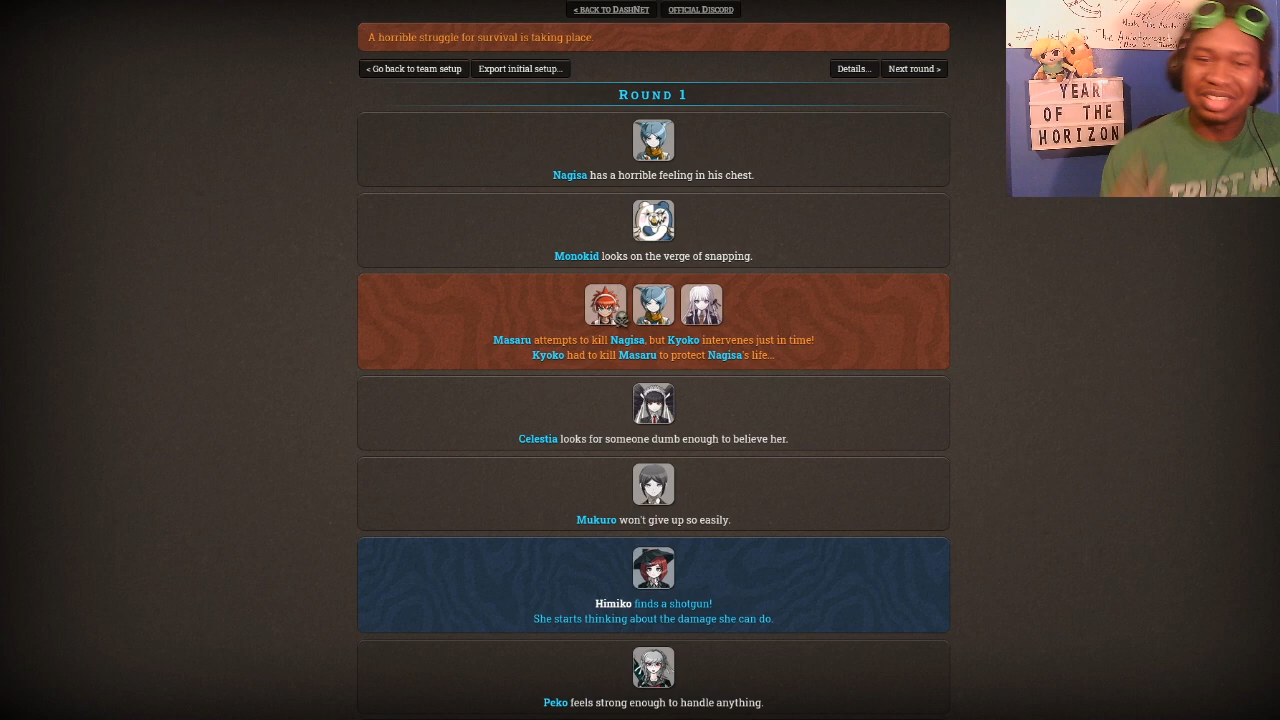 < Back to DashNet
Official Discord
A horrible struggle for survival is taking place.
< Go back to team setup
Export initial setup...
Details...
Next round >
Round 1
Nagisa has a horrible feeling in his chest.
Monokid looks on the verge of snapping.
Masaru attempts to kill Nagisa, but Kyoko intervenes just in time!
Kyoko had to kill Masaru to protect Nagisa's life...
Celestia looks for someone dumb enough to believe her.
Mukuro won't give up so easily.
Himiko finds a shotgun!
She starts thinking about the damage she can do.
Peko feels strong enough to handle anything.
YEAR
OF THE
HORIZON
TRUST ME